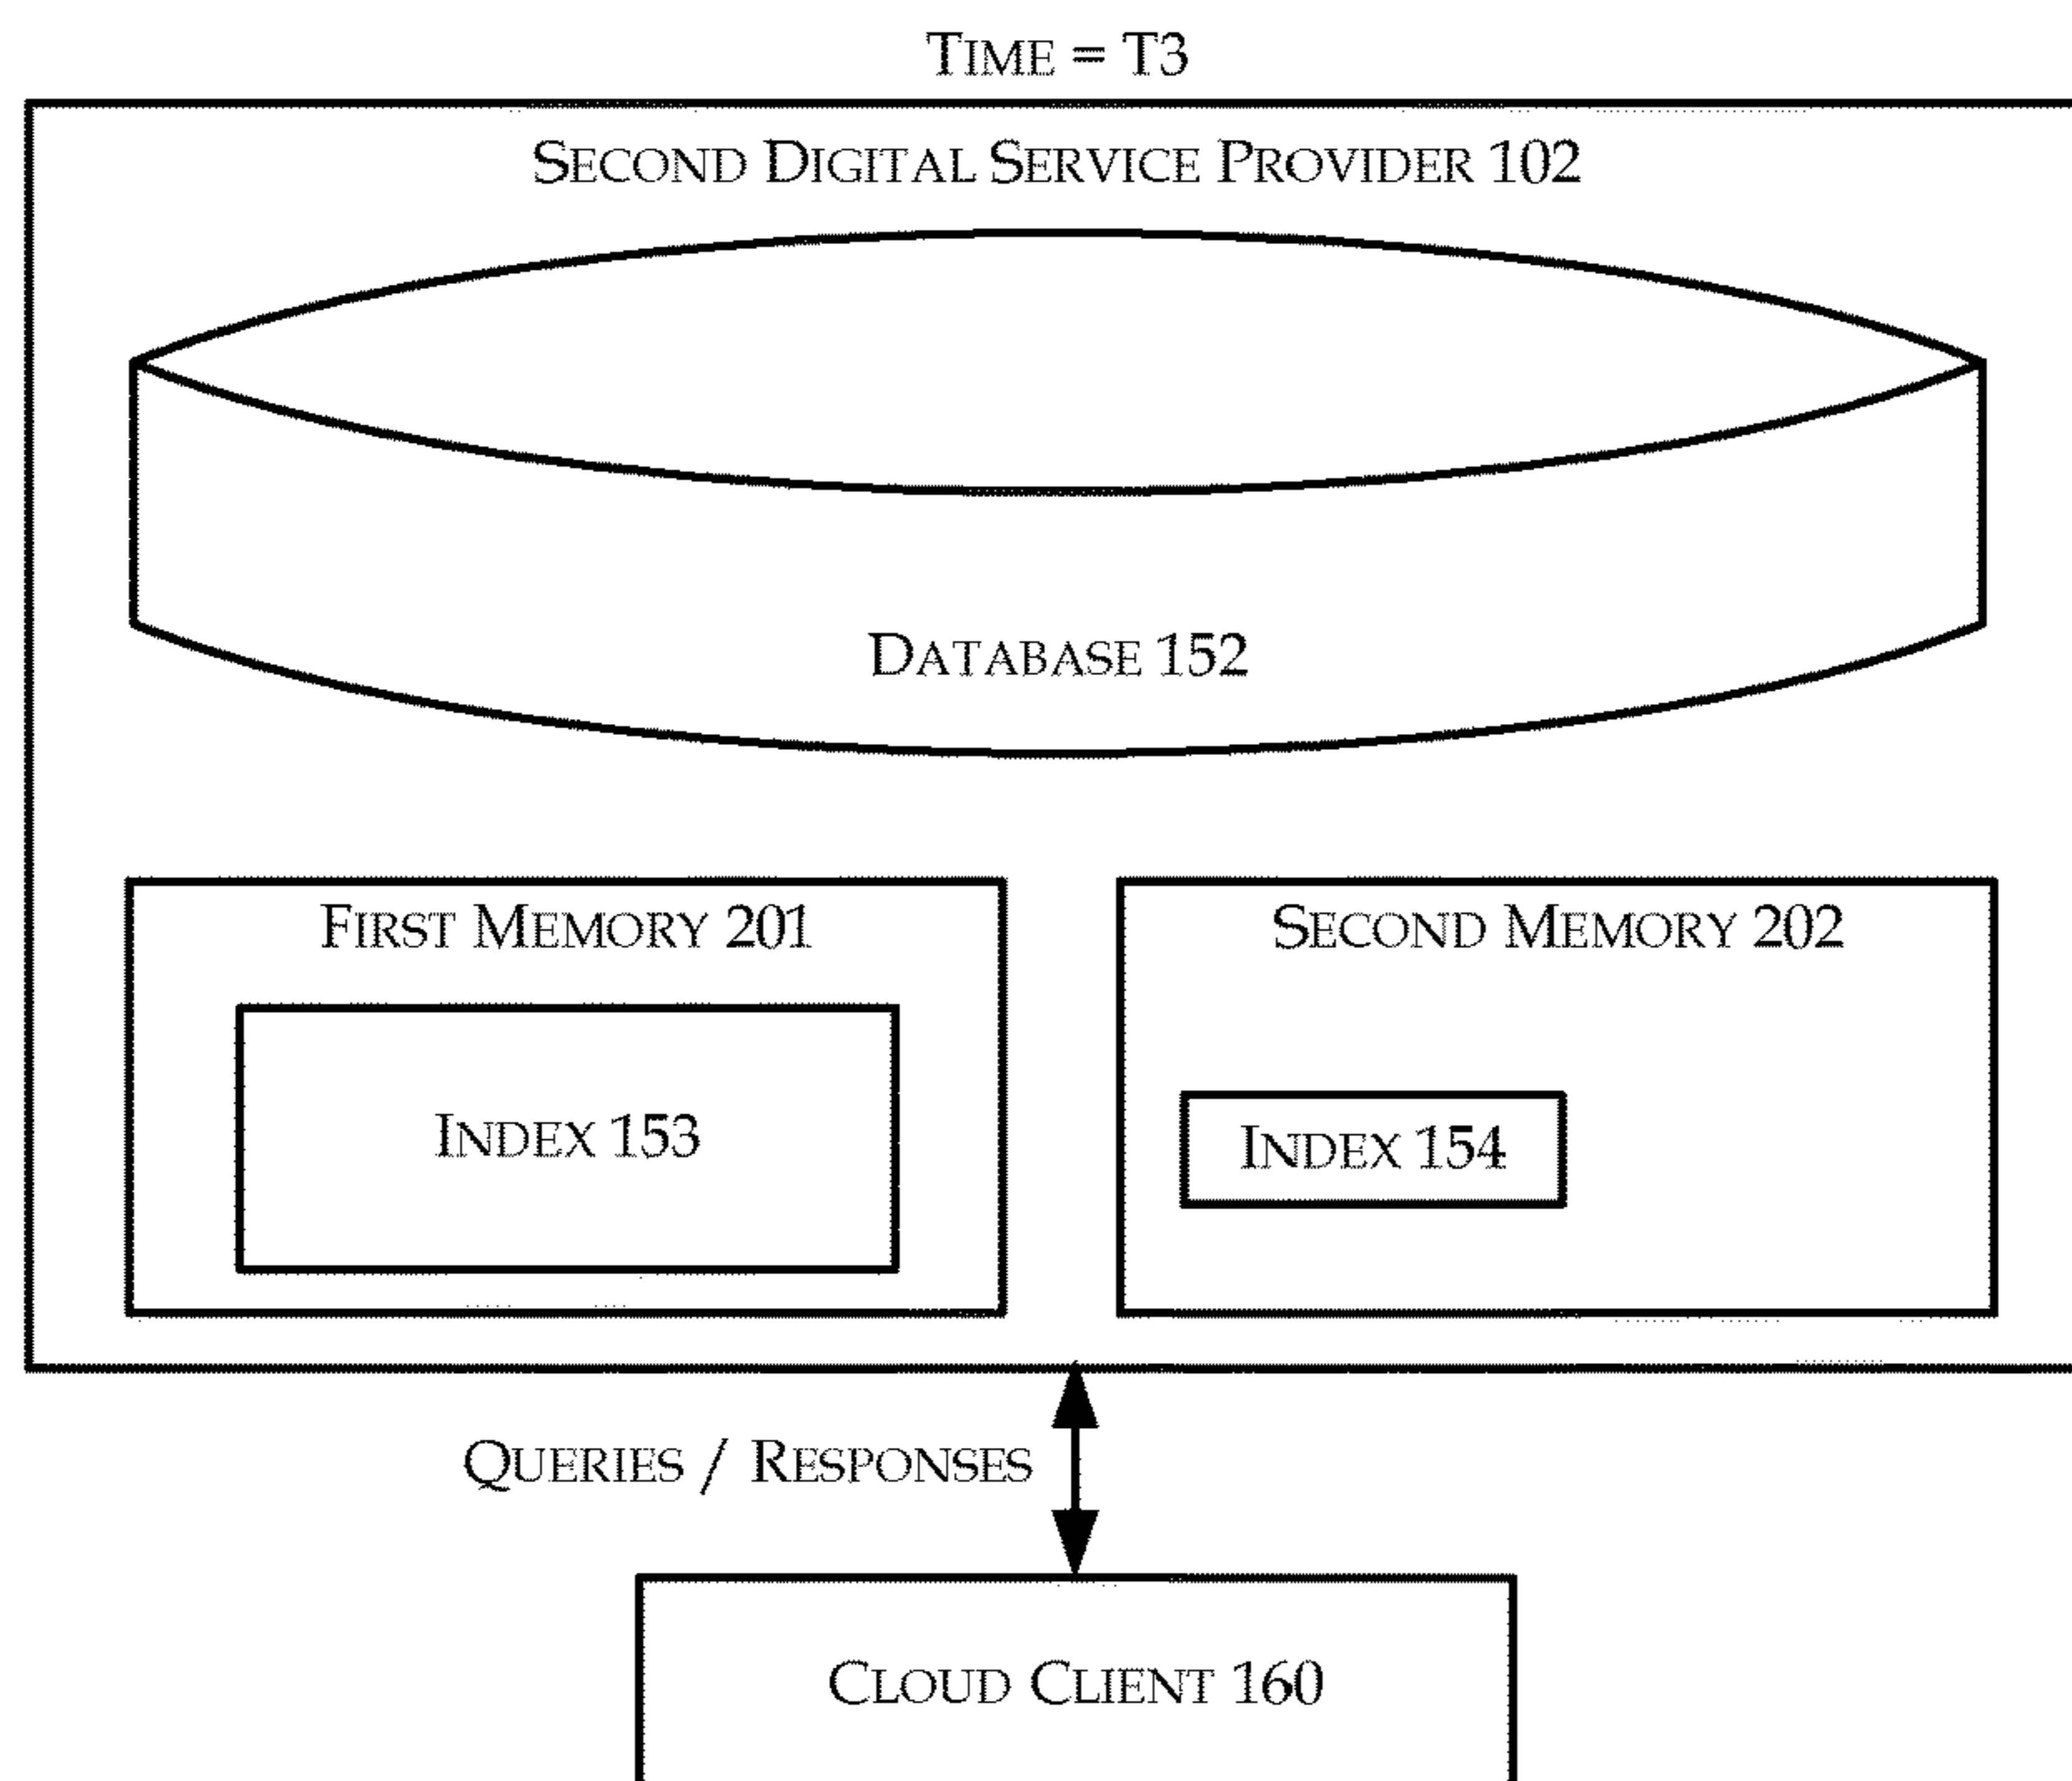 TIME = T3
SECOND DIGITAL SERVICE PROVIDER 102
DATABASE 152
FIRST MEMORY 201
SECOND MEMORY 202
INDEX 153
INDEX 154
QUERIES / RESPONSES
CLOUD CLIENT 160